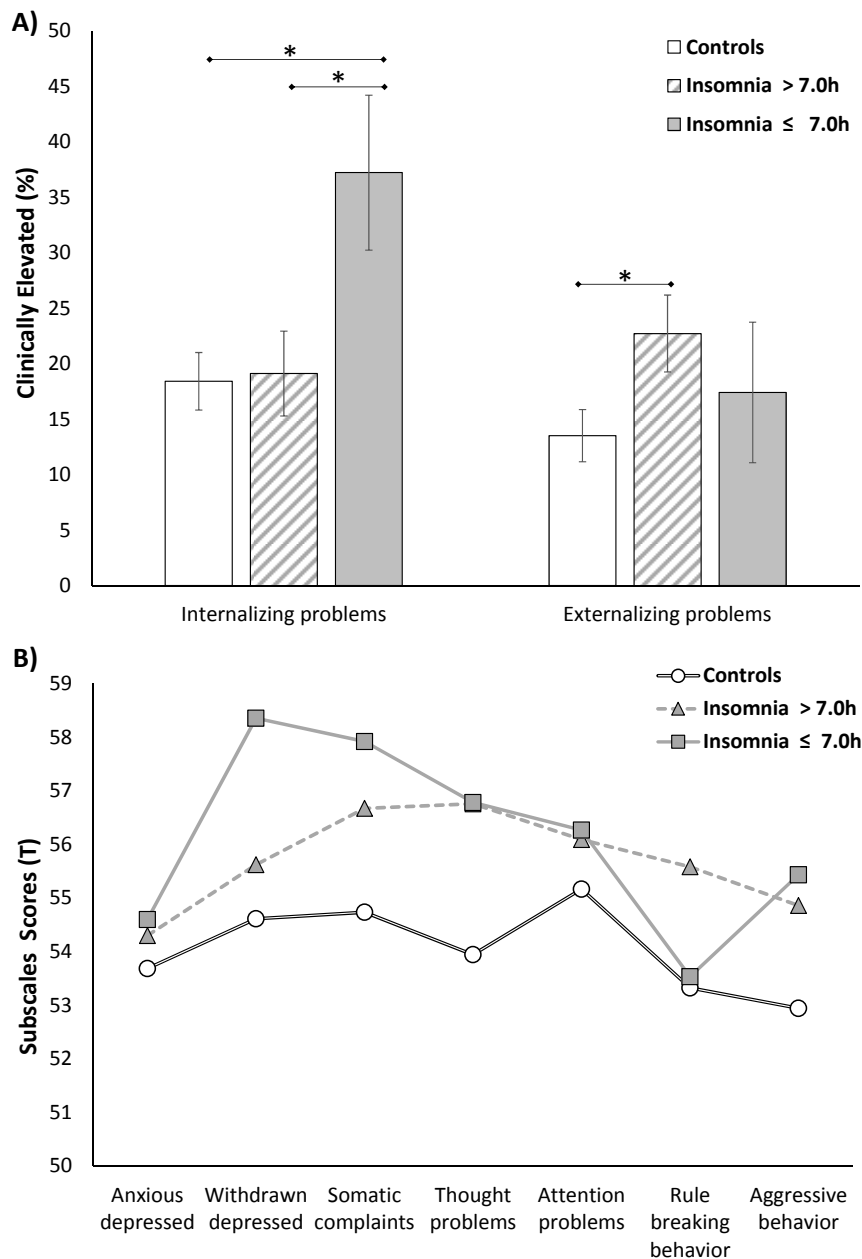 A)
50
45
40
35
30
25
20
15
10
5
0
Clinically Elevated (%)
*
*
*
Controls
Insomnia > 7.0h
Insomnia ≤ 7.0h
Internalizing problems
Externalizing problems
B)
59
58
57
56
55
54
53
52
51
50
Subscales Scores (T)
Controls
Insomnia > 7.0h
Insomnia ≤ 7.0h
Anxious
depressed
Withdrawn
depressed
Somatic
complaints
Thought
problems
Attention
problems
Rule
breaking
behavior
Aggressive
behavior